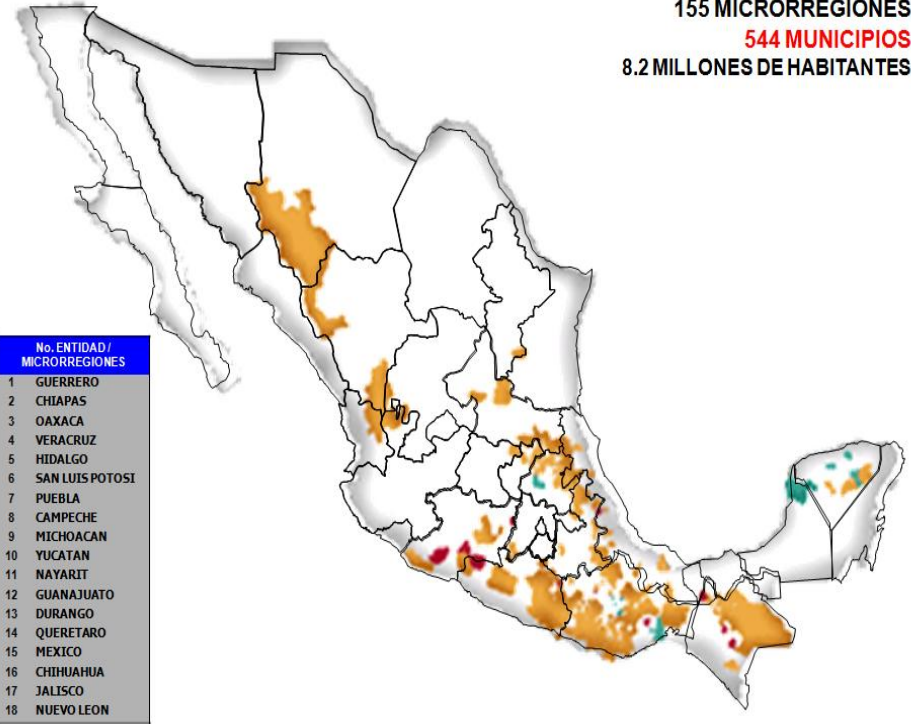 155 MICRORREGIONES
544 MUNICIPIOS
8.2 MILLONES DE HABITANTES
No. ENTIDAD /
MICRORREGIONES
1 GUERRERO
2 CHIAPAS
3 OAXACA
4 VERACRUZ
5 HIDALGO
6 SAN LUIS POTOSI
7 PUEBLA
8 CAMPECHE
9 MICHOACAN
10 YUCATAN
11 NAYARIT
12 GUANAJUATO
13 DURANGO
14 QUERETARO
15 MEXICO
16 CHIHUAHUA
17 JALISCO
18 NUEVO LEON